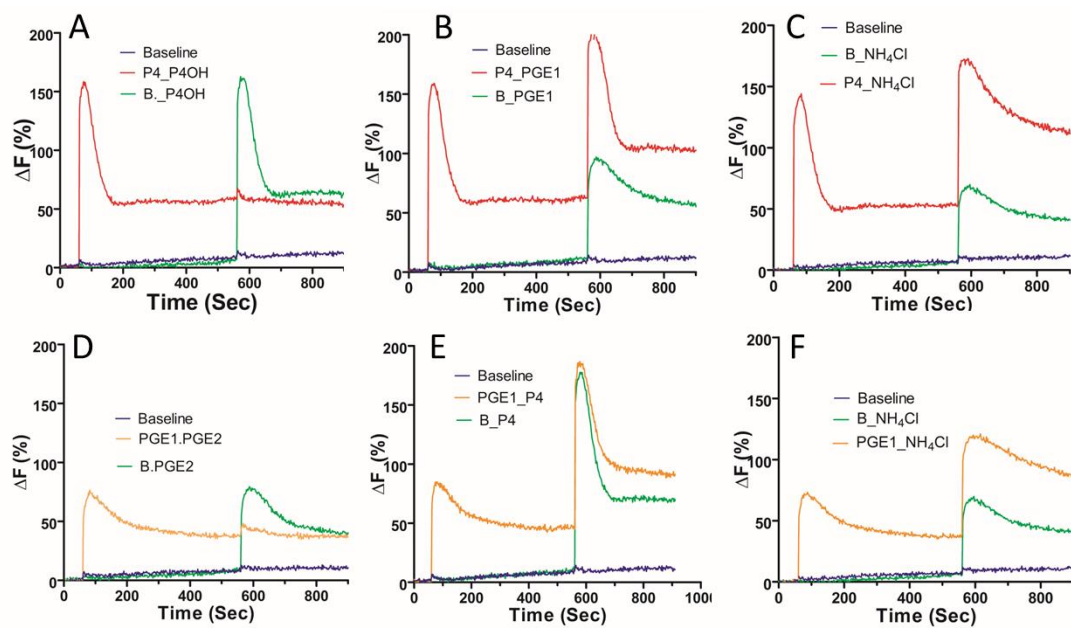 A
200
150
100
50
0
ΔF (%)
Baseline
P4_P4OH
B._P4OH
0 200 400 600 800
Time (Sec)
B
200
150
100
50
0
ΔF (%)
Baseline
P4_PGE1
B_PGE1
0 200 400 600 800
Time (Sec)
C
200
150
100
50
0
ΔF (%)
Baseline
B_NH₄Cl
P4_NH₄Cl
0 200 400 600 800
Time (Sec)
D
200
150
100
50
0
ΔF (%)
Baseline
PGE1.PGE2
B.PGE2
0 200 400 600 800
Time (Sec)
E
200
150
100
50
0
ΔF (%)
Baseline
PGE1_P4
B_P4
0 200 400 600 800
Time (Sec)
F
200
150
100
50
0
ΔF (%)
Baseline
B_NH₄Cl
PGE1_NH₄Cl
0 200 400 600 800
Time (Sec)